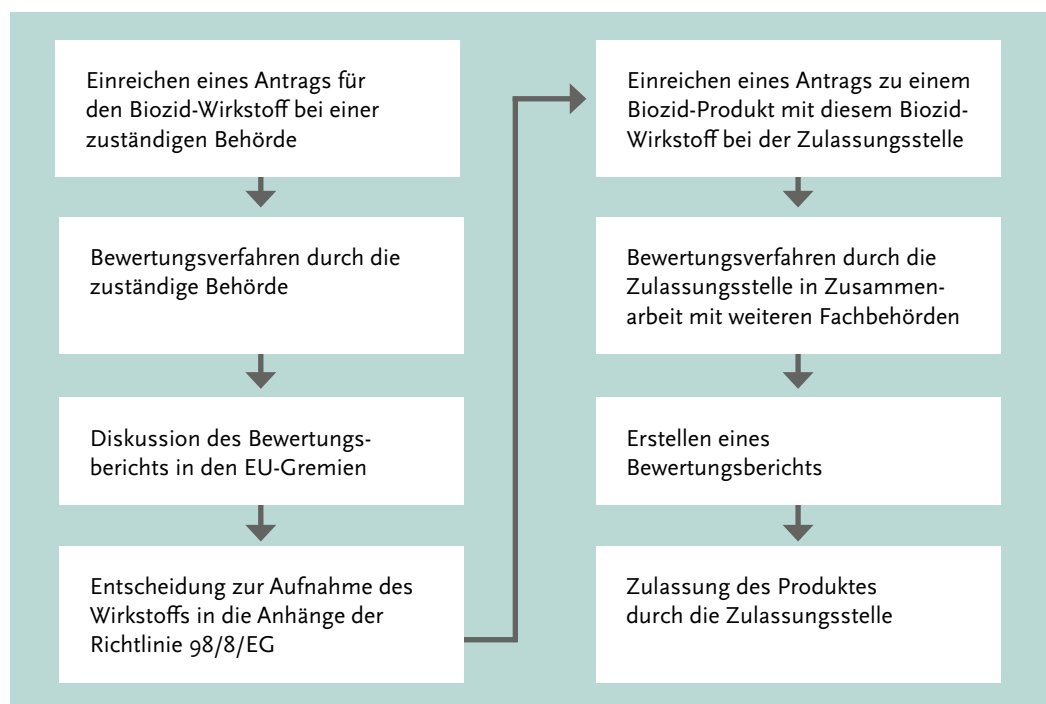 Einreichen eines Antrags für
den Biozid-Wirkstoff bei einer
zuständigen Behörde
Bewertungsverfahren durch die
zuständige Behörde
Diskussion des Bewertungs-
berichts in den EU-Gremien
Entscheidung zur Aufnahme des
Wirkstoffs in die Anhänge der
Richtlinie 98/8/EG
Einreichen eines Antrags zu einem
Biozid-Produkt mit diesem Biozid-
Wirkstoff bei der Zulassungsstelle
Bewertungsverfahren durch die
Zulassungsstelle in Zusammen-
arbeit mit weiteren Fachbehörden
Erstellen eines
Bewertungsberichts
Zulassung des Produktes
durch die Zulassungsstelle